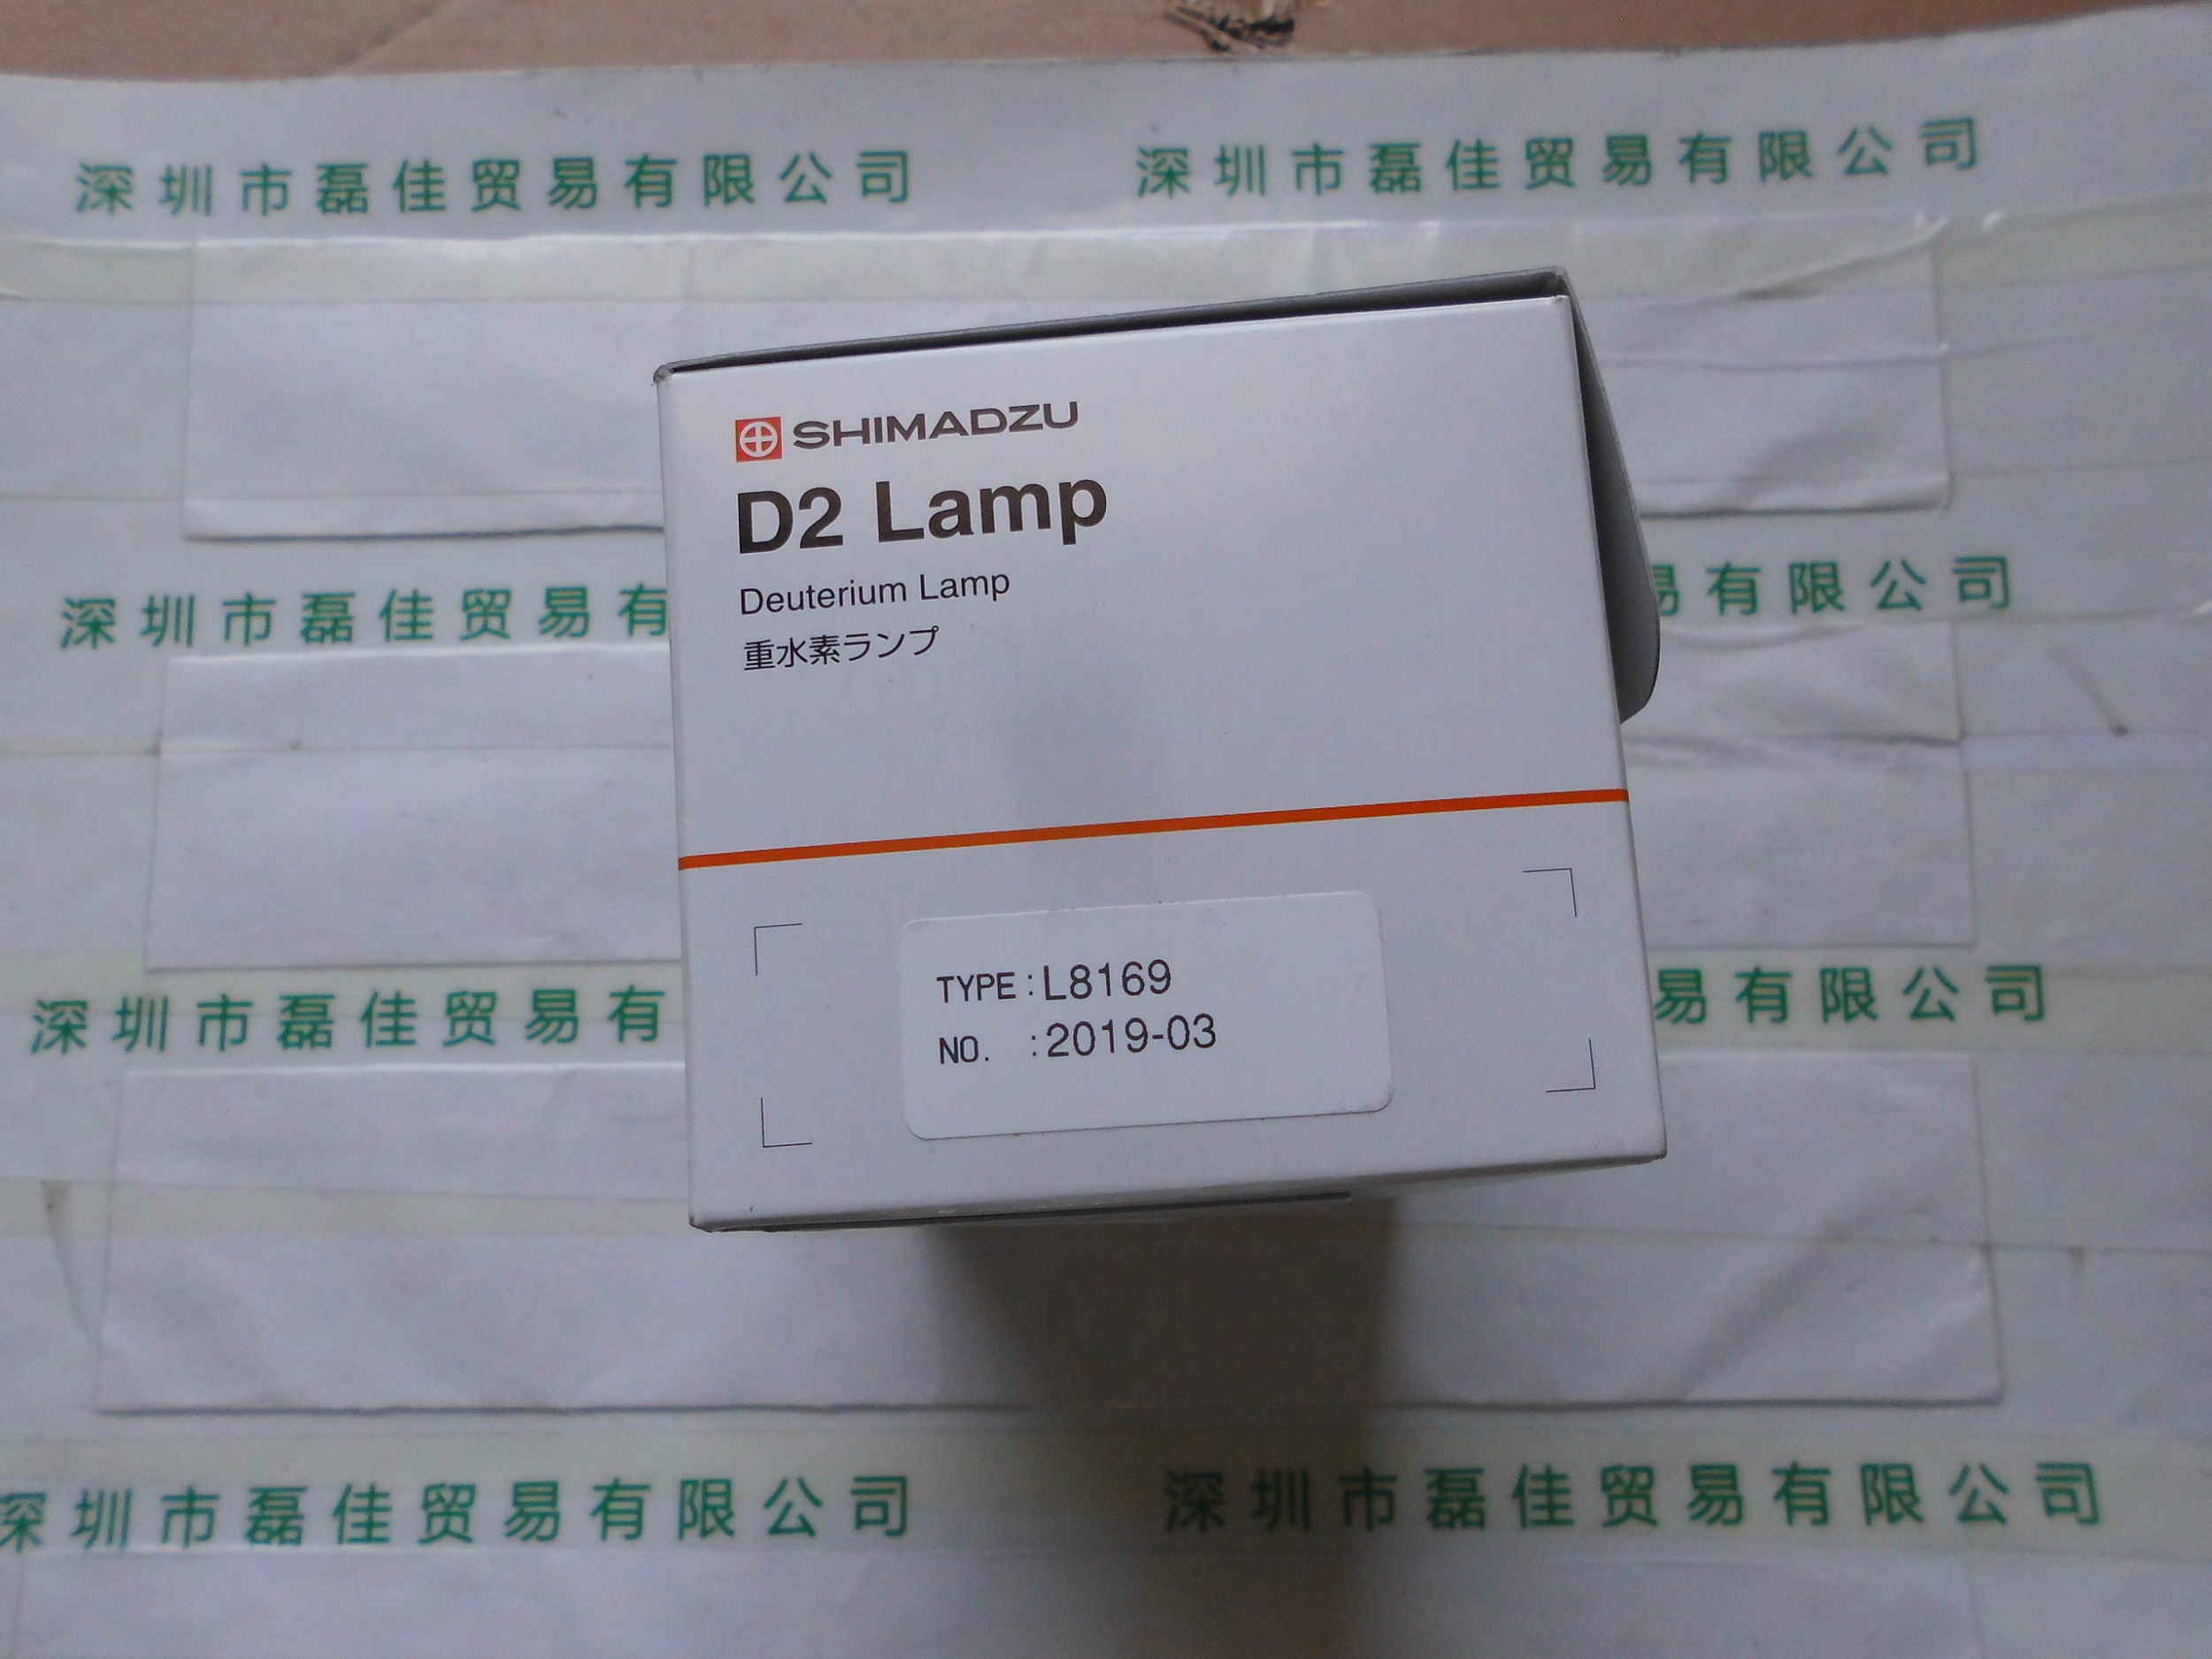 深圳市磊佳贸易有限公司 深圳市磊佳贸易有限公司
SHIMADZU
D2 Lamp
Deuterium Lamp
重水素ランプ
深圳市磊佳贸易有 易有限公司
TYPE : L8169
NO. : 2019-03
深圳市磊佳贸易有 易有限公司
深圳市磊佳贸易有限公司 深圳市磊佳贸易有限公司